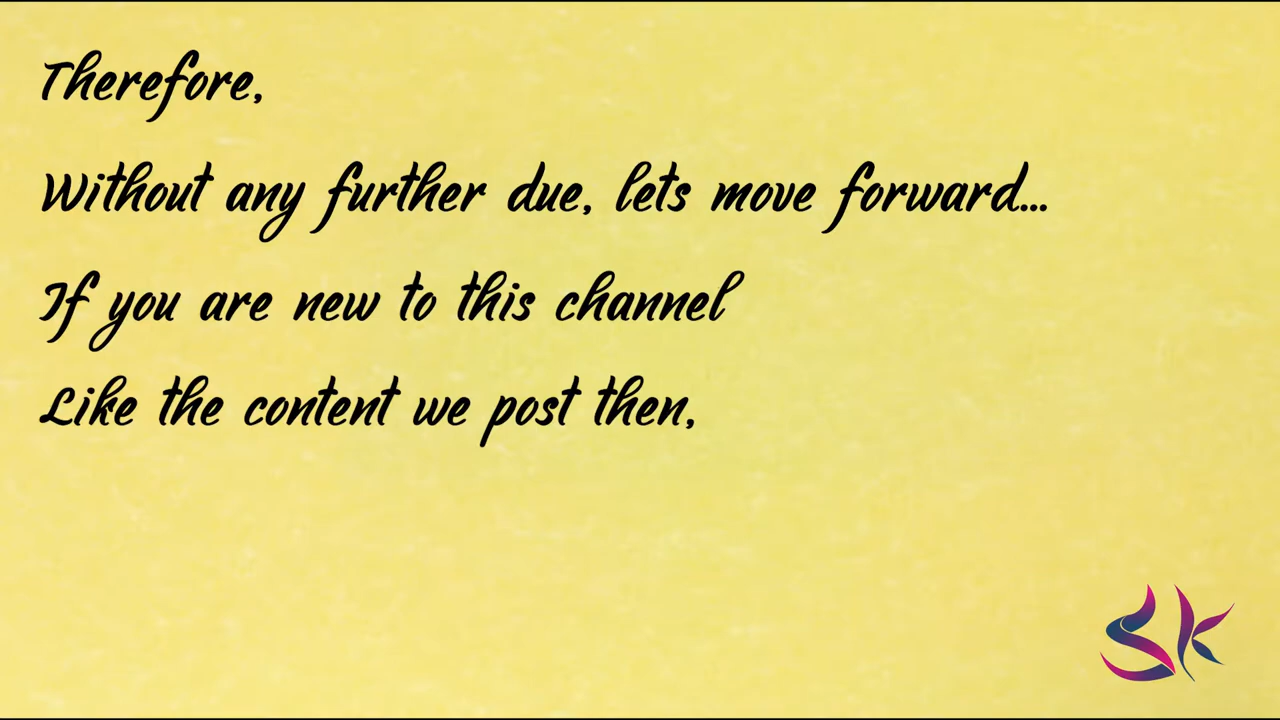 Therefore,
Without any further due, lets move forward...
If you are new to this channel
Like the content we post then,
SK